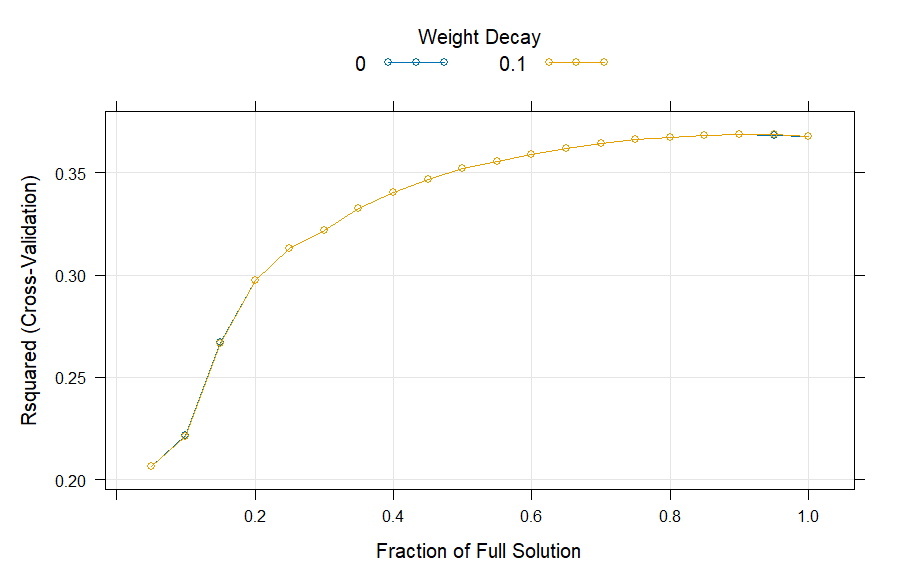 Weight Decay
0 0.1
Rsquared (Cross-Validation)
0.35
0.30
0.25
0.20
0.2 0.4 0.6 0.8 1.0
Fraction of Full Solution